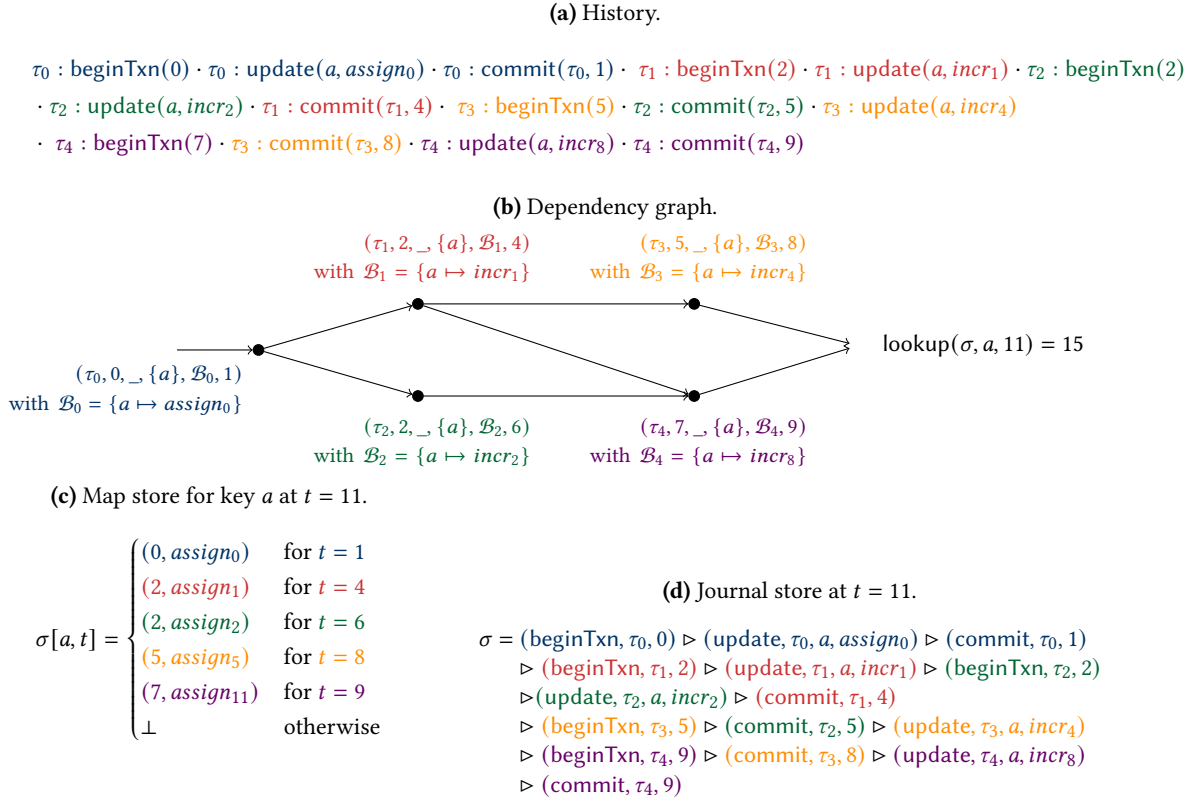 (a) History.
τ₀ : beginTxn(0) · τ₀ : update(a, assign₀) · τ₀ : commit(τ₀, 1) · τ₁ : beginTxn(2) · τ₁ : update(a, incr₁) · τ₂ : beginTxn(2)
· τ₂ : update(a, incr₂) · τ₁ : commit(τ₁, 4) · τ₃ : beginTxn(5) · τ₂ : commit(τ₂, 5) · τ₃ : update(a, incr₄)
· τ₄ : beginTxn(7) · τ₃ : commit(τ₃, 8) · τ₄ : update(a, incr₈) · τ₄ : commit(τ₄, 9)
(b) Dependency graph.
(τ₁, 2, _, {a}, ℬ₁, 4)
with ℬ₁ = {a ↦ incr₁}
(τ₃, 5, _, {a}, ℬ₃, 8)
with ℬ₃ = {a ↦ incr₄}
lookup(σ, a, 11) = 15
(τ₀, 0, _, {a}, ℬ₀, 1)
with ℬ₀ = {a ↦ assign₀}
(τ₂, 2, _, {a}, ℬ₂, 6)
with ℬ₂ = {a ↦ incr₂}
(τ₄, 7, _, {a}, ℬ₄, 9)
with ℬ₄ = {a ↦ incr₈}
(c) Map store for key a at t = 11.
σ[a, t] =
(0, assign₀) for t = 1
(2, assign₁) for t = 4
(2, assign₂) for t = 6
(5, assign₅) for t = 8
(7, assign₁₁) for t = 9
⊥ otherwise
(d) Journal store at t = 11.
σ = (beginTxn, τ₀, 0) ▷ (update, τ₀, a, assign₀) ▷ (commit, τ₀, 1)
▷ (beginTxn, τ₁, 2) ▷ (update, τ₁, a, incr₁) ▷ (beginTxn, τ₂, 2)
▷(update, τ₂, a, incr₂) ▷ (commit, τ₁, 4)
▷ (beginTxn, τ₃, 5) ▷ (commit, τ₂, 5) ▷ (update, τ₃, a, incr₄)
▷ (beginTxn, τ₄, 9) ▷ (commit, τ₃, 8) ▷ (update, τ₄, a, incr₈)
▷ (commit, τ₄, 9)